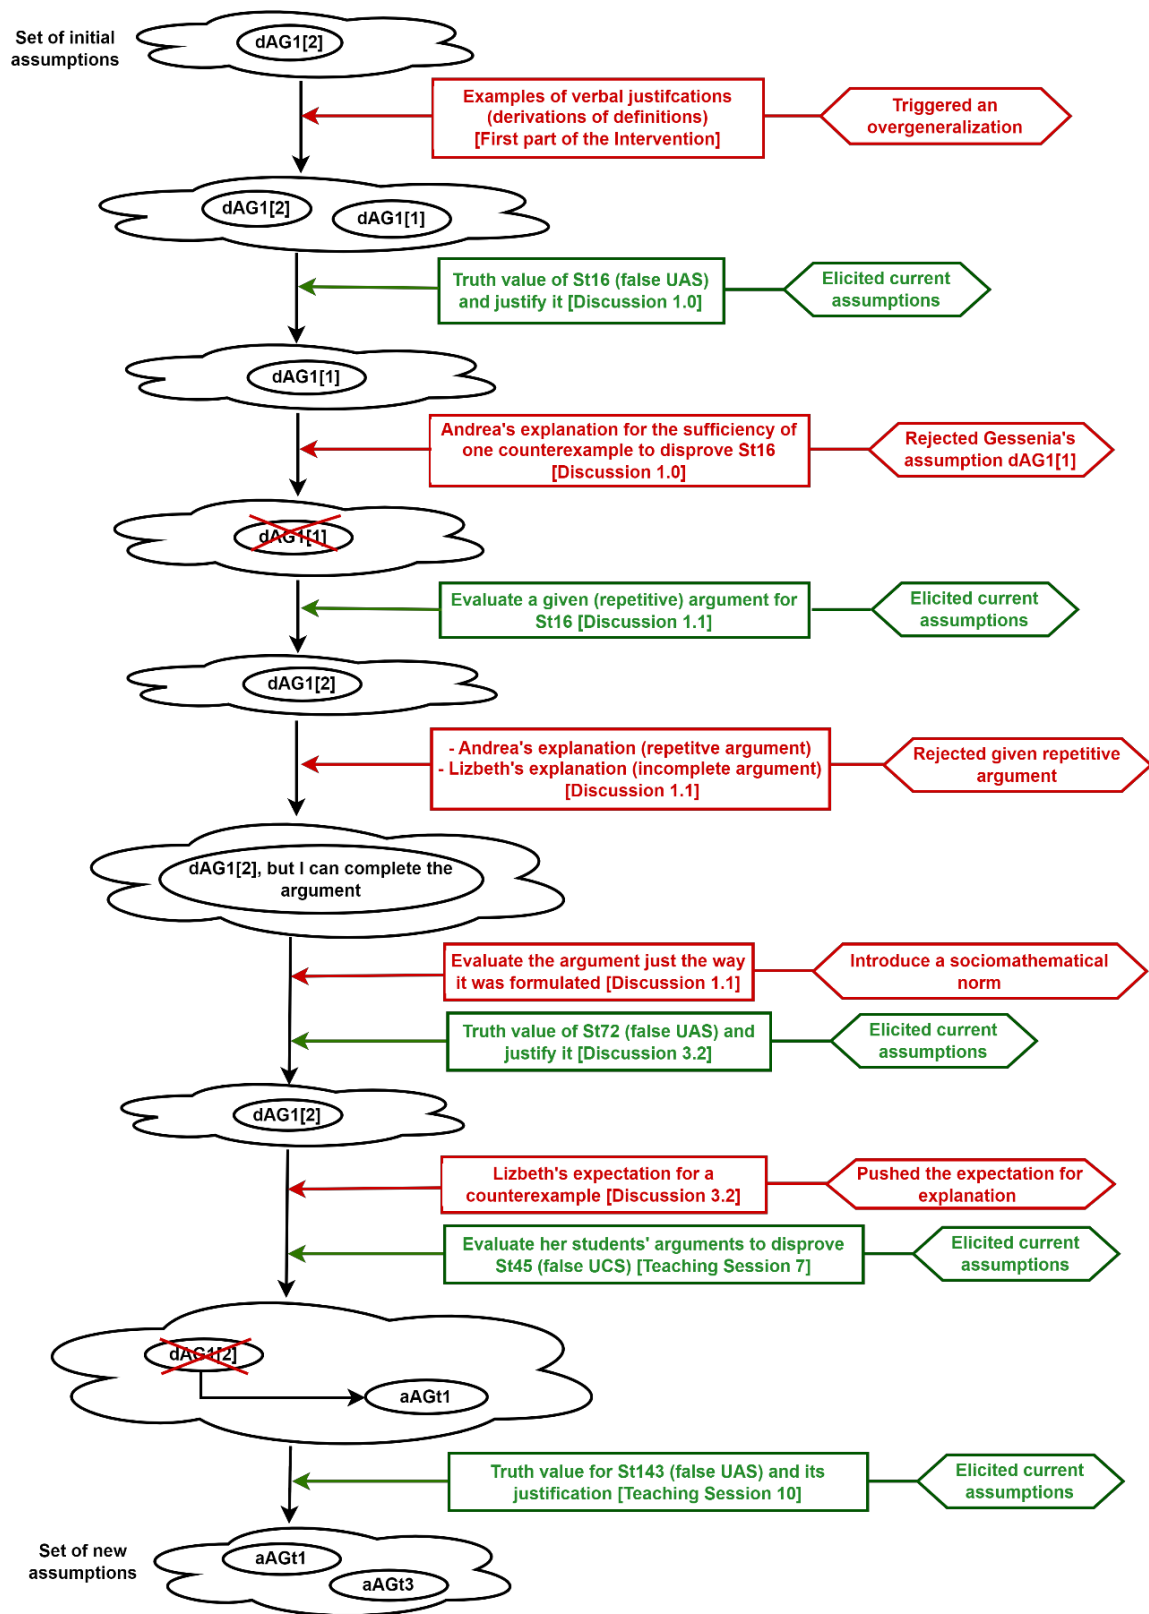 Set of initial
assumptions
dAG1[2]
Examples of verbal justifcations
(derivations of definitions)
[First part of the Intervention]
Triggered an
overgeneralization
dAG1[2]
dAG1[1]
Truth value of St16 (false UAS)
and justify it [Discussion 1.0]
Elicited current
assumptions
dAG1[1]
Andrea's explanation for the sufficiency of
one counterexample to disprove St16
[Discussion 1.0]
Rejected Gessenia's
assumption dAG1[1]
dAG1[1]
Evaluate a given (repetitive) argument for
St16 [Discussion 1.1]
Elicited current
assumptions
dAG1[2]
- Andrea's explanation (repetitve argument)
- Lizbeth's explanation (incomplete argument)
[Discussion 1.1]
Rejected given repetitive
argument
dAG1[2], but I can complete the
argument
Evaluate the argument just the way
it was formulated [Discussion 1.1]
Introduce a sociomathematical
norm
Truth value of St72 (false UAS) and
justify it [Discussion 3.2]
Elicited current
assumptions
dAG1[2]
Lizbeth's expectation for a
counterexample [Discussion 3.2]
Pushed the expectation for
explanation
Evaluate her students' arguments to disprove
St45 (false UCS) [Teaching Session 7]
Elicited current
assumptions
dAG1[2]
aAGt1
Truth value for St143 (false UAS) and its
justification [Teaching Session 10]
Elicited current
assumptions
Set of new
assumptions
aAGt1
aAGt3